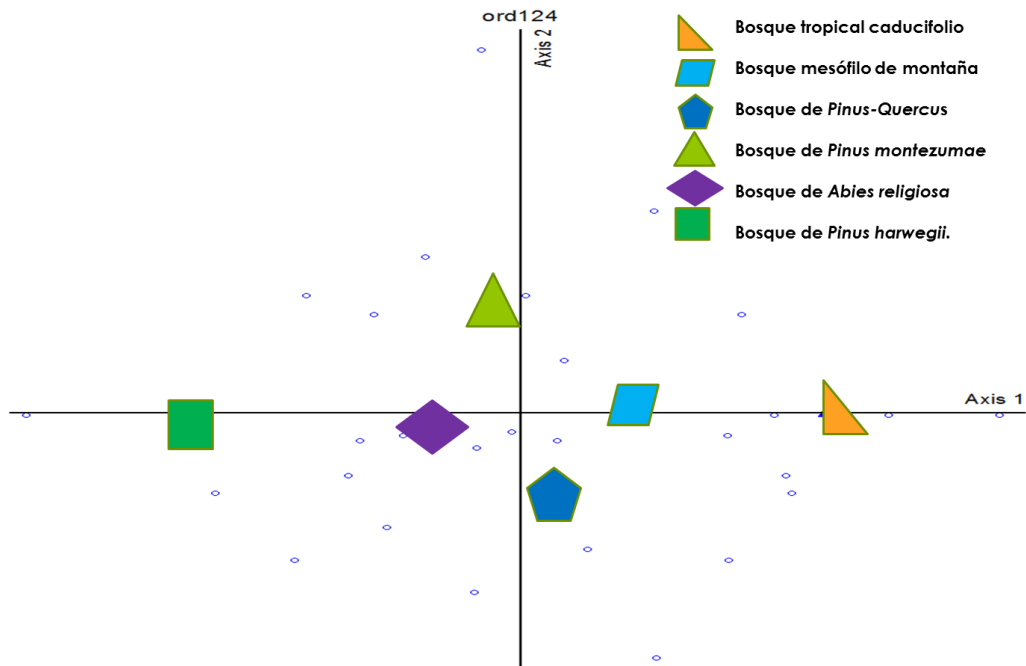 ord124
Axis 2
Bosque tropical caducifolio
Bosque mesófilo de montaña
Bosque de Pinus-Quercus
Bosque de Pinus montezumae
Bosque de Abies religiosa
Bosque de Pinus harwegii.
Axis 1